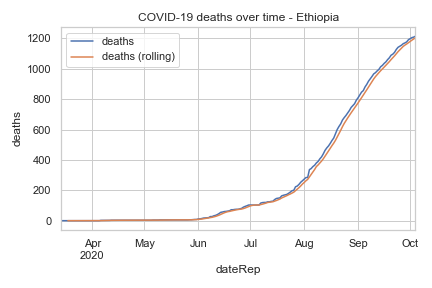 COVID-19 deaths over time - Ethiopia
deaths
deaths (rolling)
1200
1000
800
600
400
200
0
deaths
Apr
2020
May
Jun
Jul
Aug
Sep
Oct
dateRep